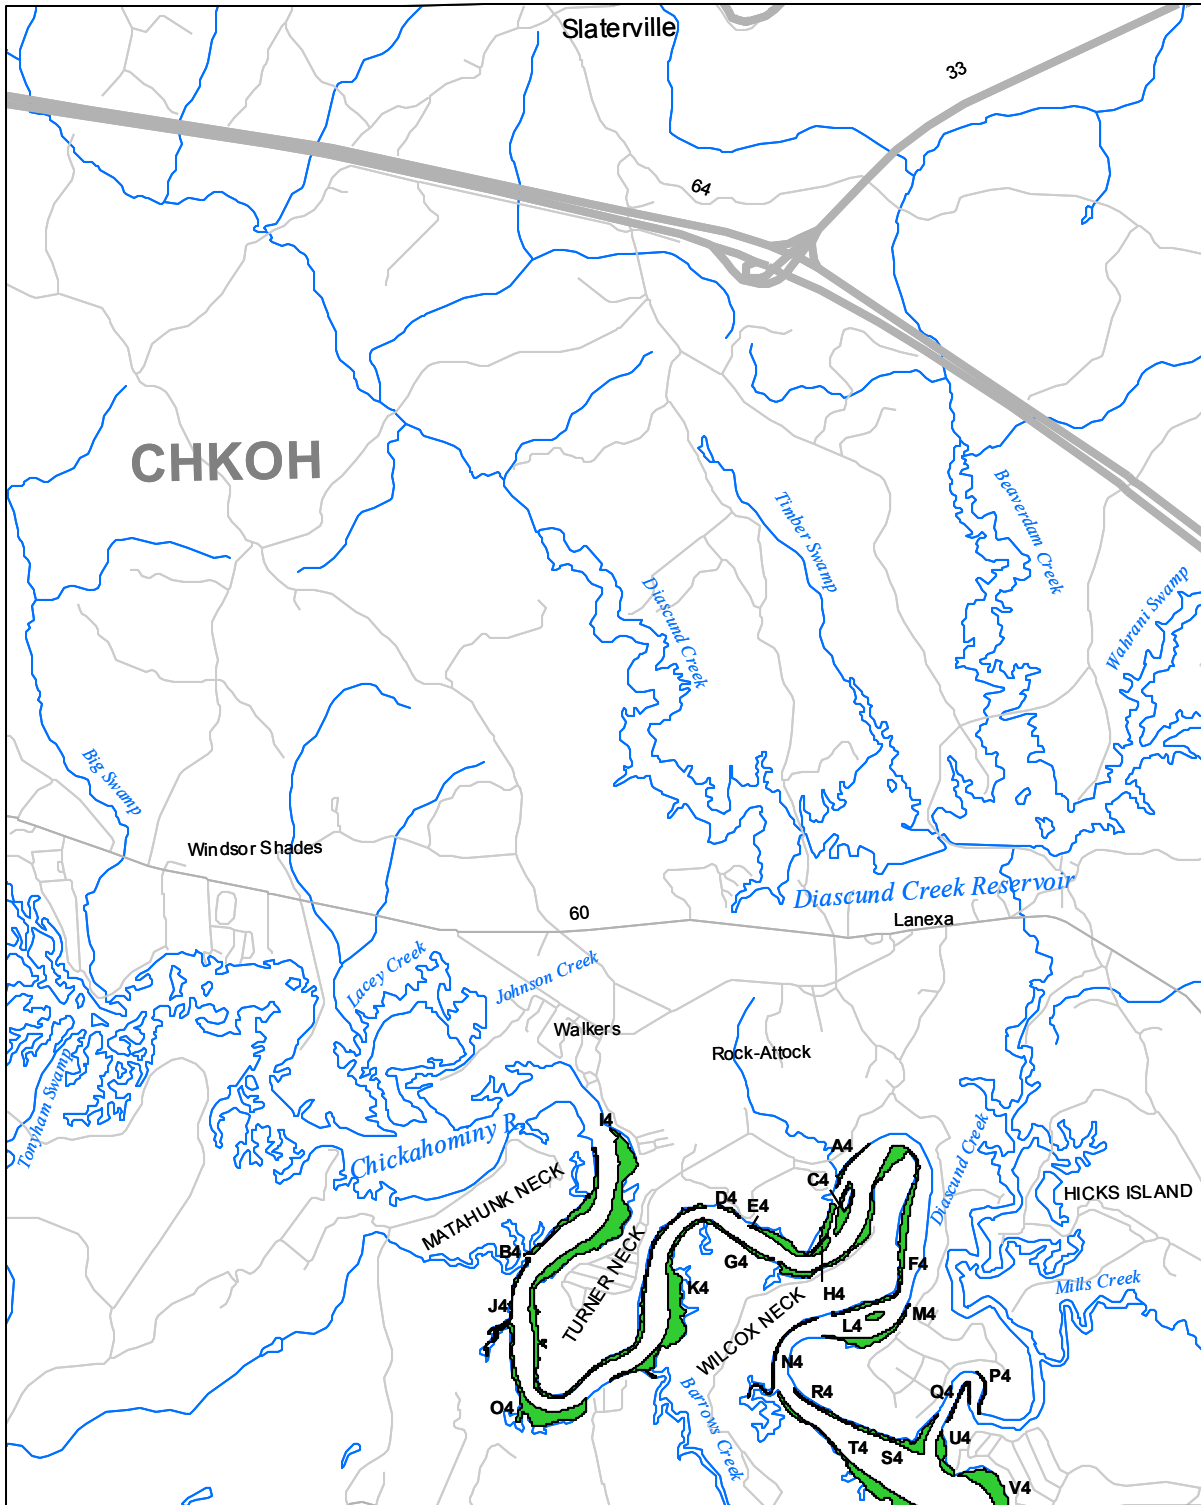 Slaterville
33
64
CHKOH
Beaverdam Creek
Timber Swamp
Wahrani Swamp
Diascund Creek
Big Swamp
Windsor Shades
Diascund Creek Reservoir
60
Lanexa
Lacey Creek
Johnson Creek
Walkers
Rock-Attock
Tonyham Swamp
Chickahominy R.
I4
A4
Diascund Creek
C4
HICKS ISLAND
MATAHUNK NECK
D4
E4
B4
G4
F4
TURNER NECK
K4
H4
Mills Creek
J4
M4
L4
WILCOX NECK
N4
P4
R4
Q4
O4
Barrows Creek
U4
T4
S4
V4